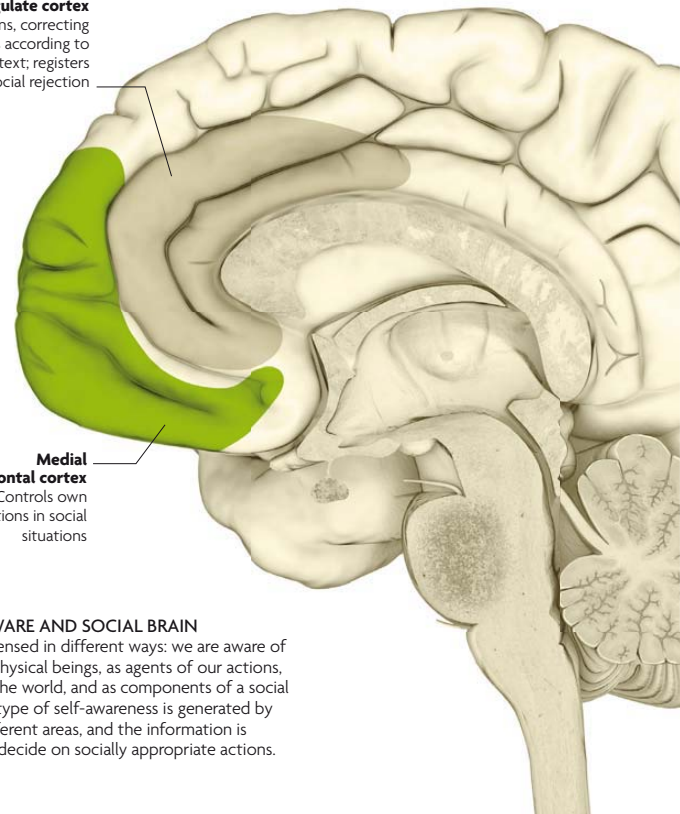 gulate cortex
ns, correcting
according to
text; registers
ocial rejection
Medial
ontal cortex
Controls own
tions in social
situations
WARE AND SOCIAL BRAIN
ensed in different ways: we are aware of
hysical beings, as agents of our actions,
he world, and as components of a social
type of self-awareness is generated by
ferent areas, and the information is
decide on socially appropriate actions.